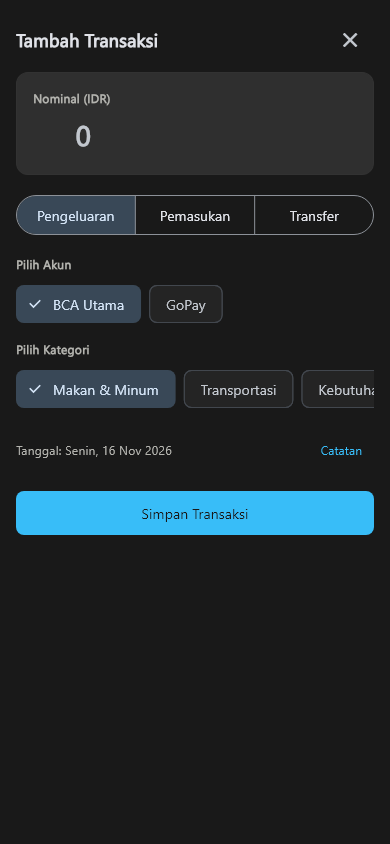 Tambah Transaksi
Nominal (IDR)
0
Pengeluaran Pemasukan Transfer
Pilih Akun
BCA Utama GoPay
Pilih Kategori
Makan & Minum Transportasi Kebutuha
Tanggal: Senin, 16 Nov 2026 Catatan
Simpan Transaksi